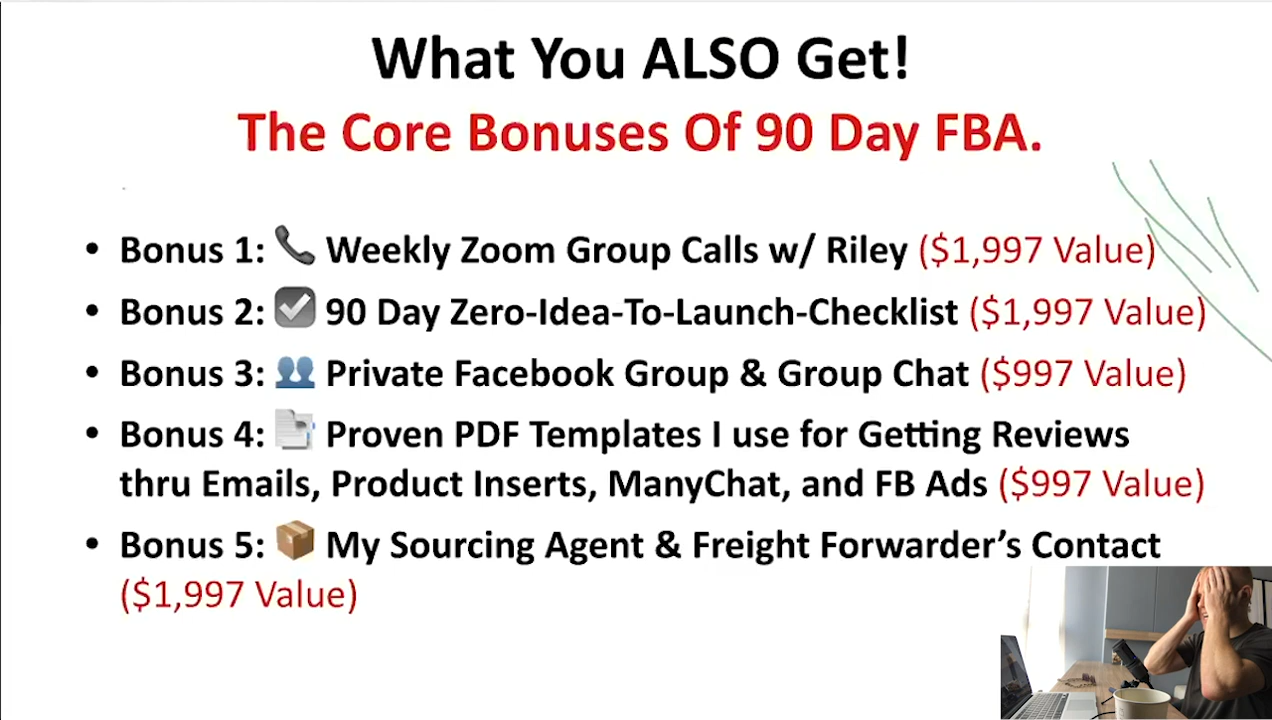 What You ALSO Get!
The Core Bonuses Of 90 Day FBA.
• Bonus 1: 📞 Weekly Zoom Group Calls w/ Riley ($1,997 Value)
• Bonus 2: ☑ 90 Day Zero-Idea-To-Launch-Checklist ($1,997 Value)
• Bonus 3: 👥 Private Facebook Group & Group Chat ($997 Value)
• Bonus 4: 📑 Proven PDF Templates I use for Getting Reviews
thru Emails, Product Inserts, ManyChat, and FB Ads ($997 Value)
• Bonus 5: 📦 My Sourcing Agent & Freight Forwarder’s Contact
($1,997 Value)